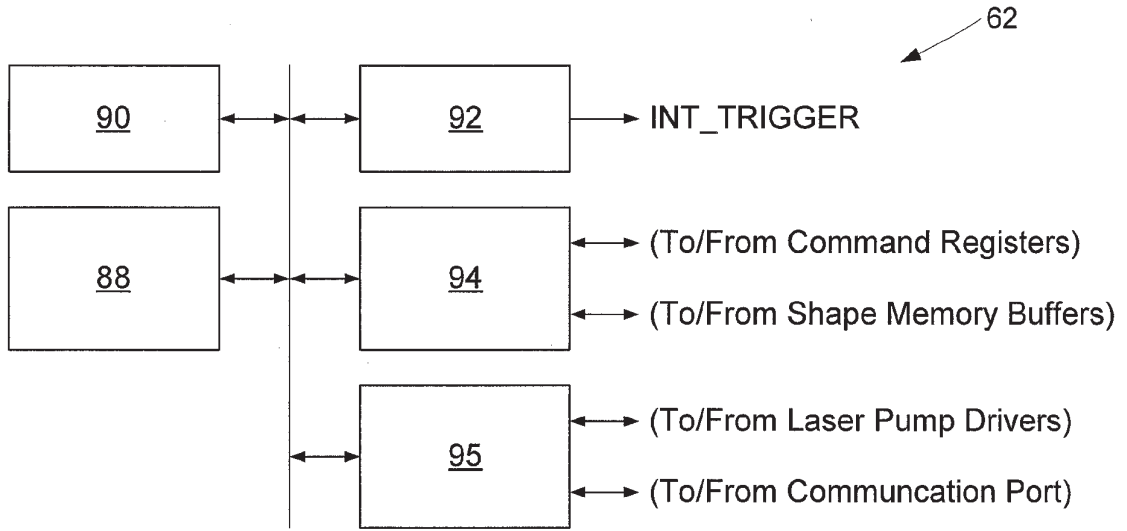 62
90
92
INT_TRIGGER
88
94
(To/From Command Registers)
(To/From Shape Memory Buffers)
95
(To/From Laser Pump Drivers)
(To/From Communcation Port)